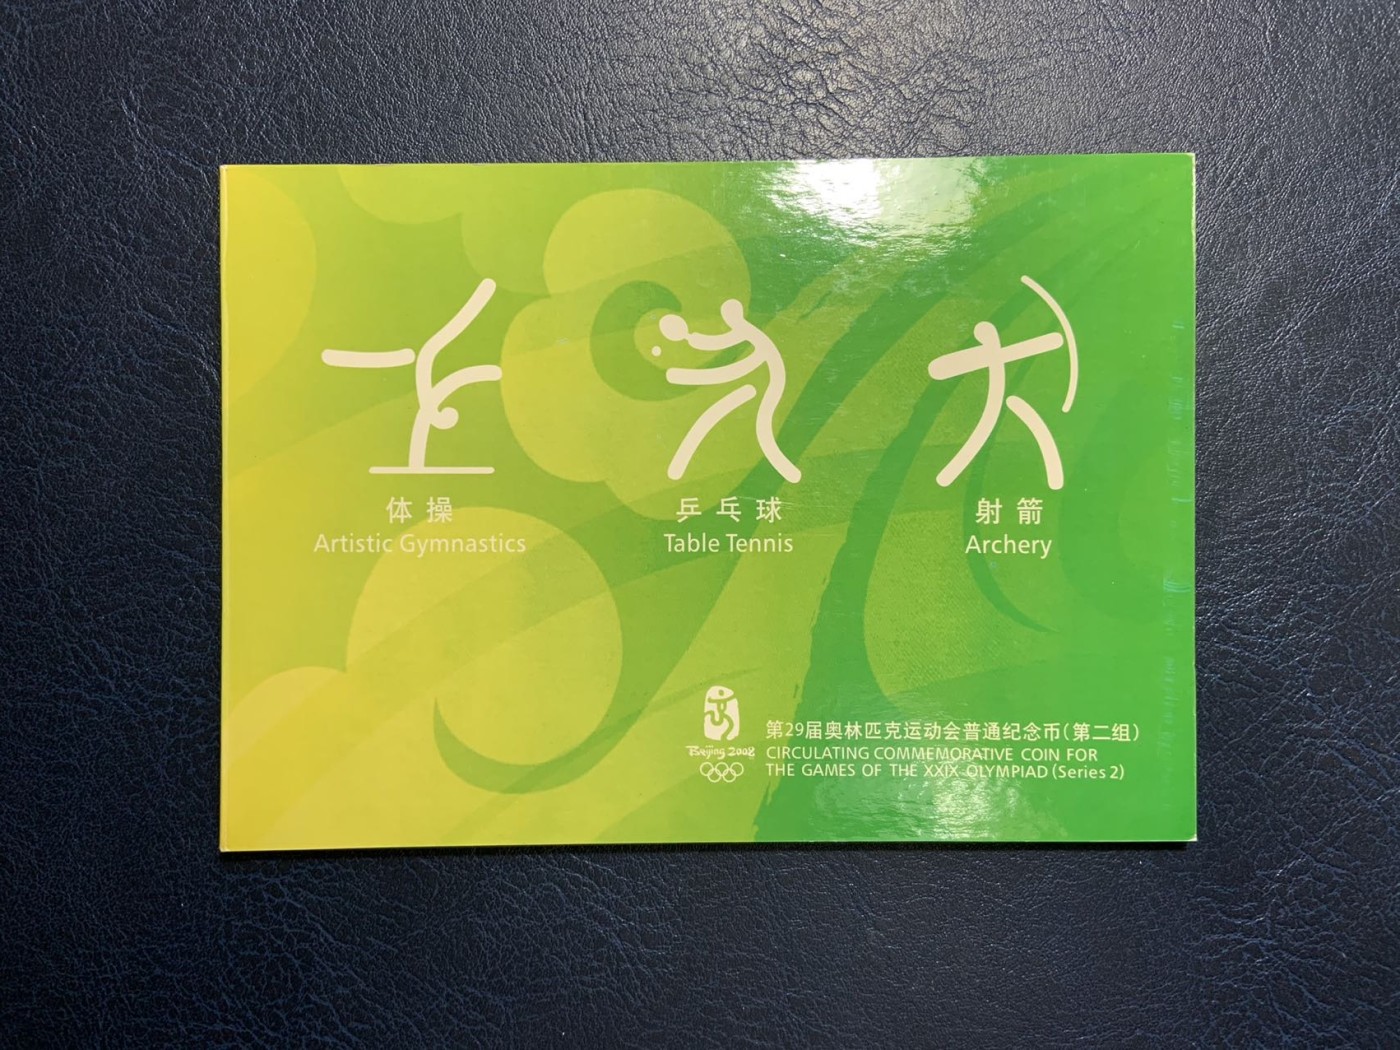 体操
Artistic Gymnastics
乒乓球
Table Tennis
射箭
Archery
Beijing 2008
第29届奥林匹克运动会普通纪念币(第二组)
CIRCULATING COMMEMORATIVE COIN FOR
THE GAMES OF THE XXIX OLYMPIAD (Series 2)